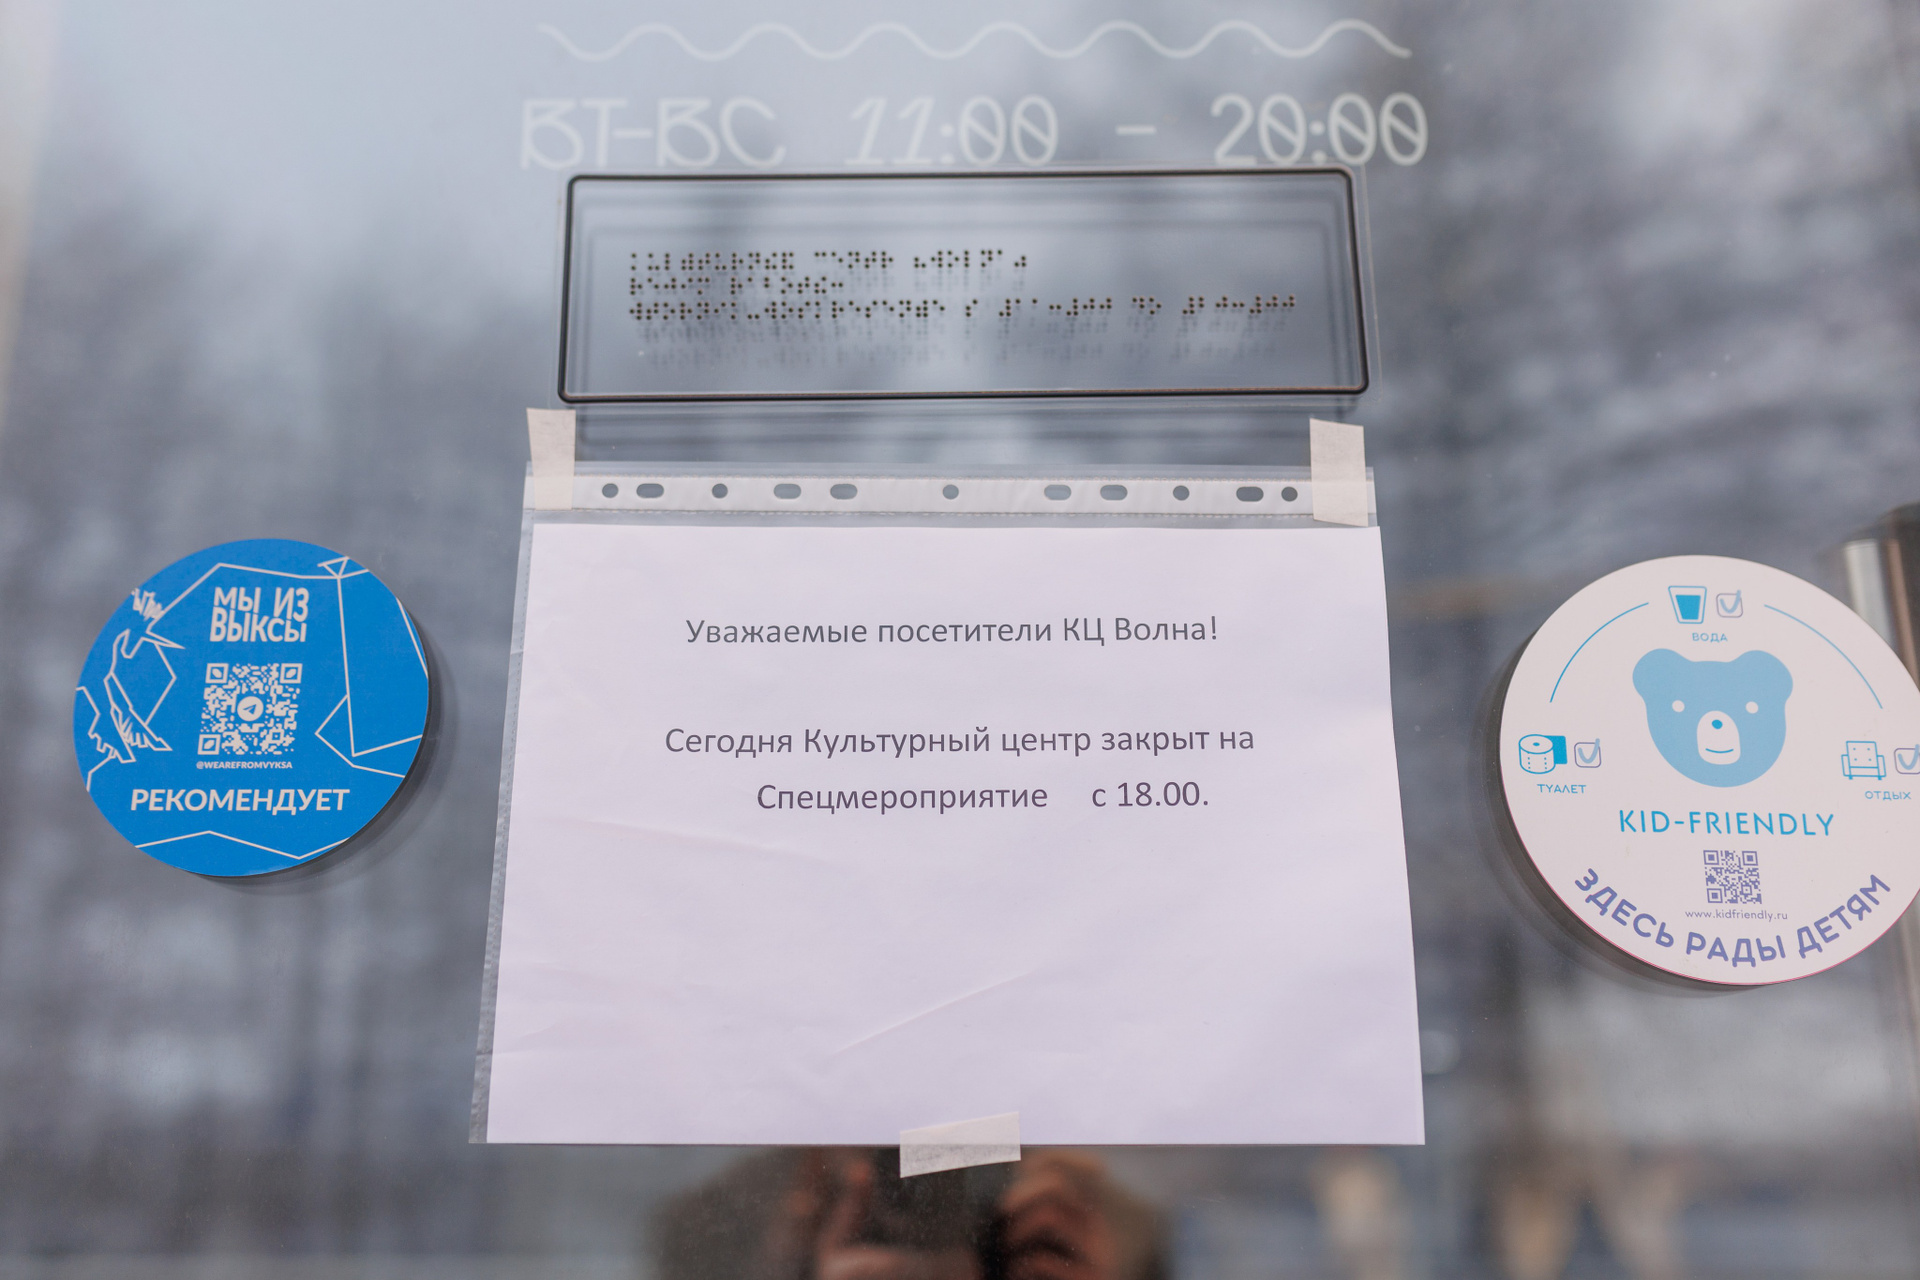 ВТ-ВС 11:00 - 20:00
Уважаемые посетители КЦ Волна!
Сегодня Культурный центр закрыт на
Спецмероприятие с 18.00.
МЫ ИЗ
ВЫКСЫ
@WEAREFROMVYKSA
РЕКОМЕНДУЕТ
ВОДА
ТУАЛЕТ
ОТДЫХ
KID-FRIENDLY
www.kidfriendly.ru
ЗДЕСЬ РАДЫ ДЕТЯМ